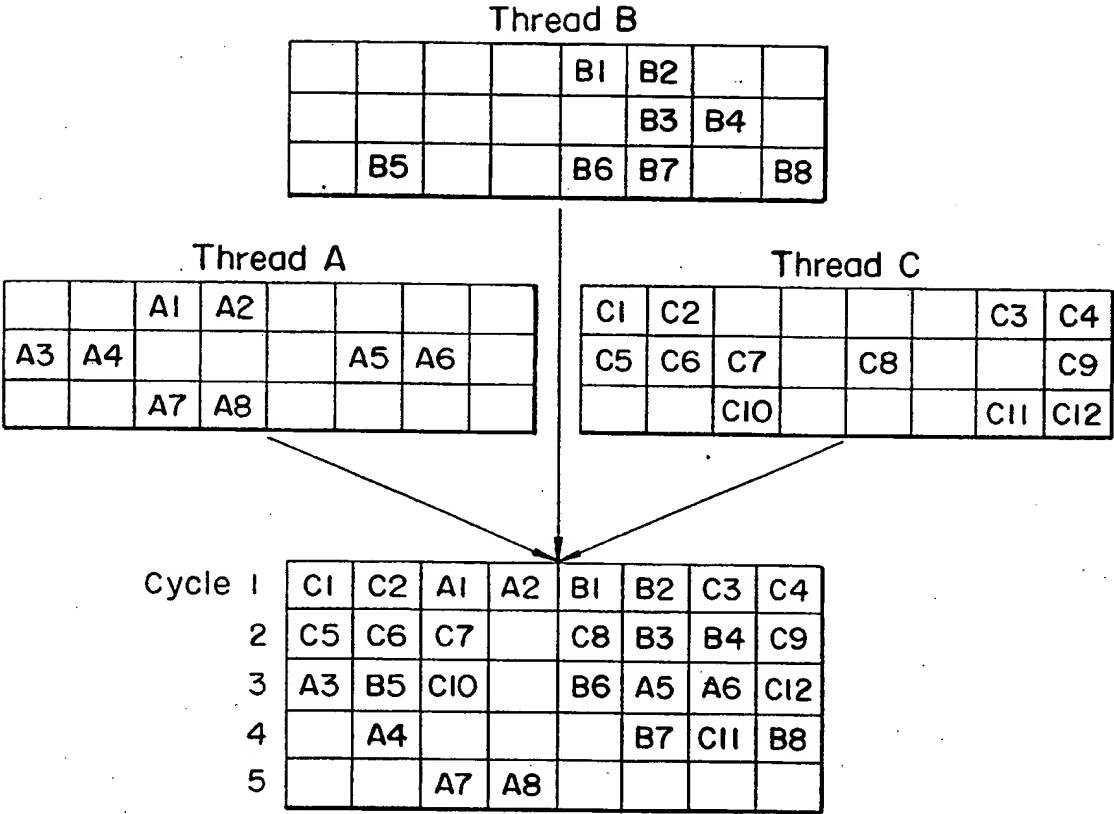 Thread B
B1 B2
B3 B4
B5 B6 B7 B8
Thread A
A1 A2
A3 A4 A5 A6
A7 A8
Thread C
C1 C2 C3 C4
C5 C6 C7 C8 C9
C10 C11 C12
Cycle 1 C1 C2 A1 A2 B1 B2 C3 C4
2 C5 C6 C7 C8 B3 B4 C9
3 A3 B5 C10 B6 A5 A6 C12
4 A4 B7 C11 B8
5 A7 A8